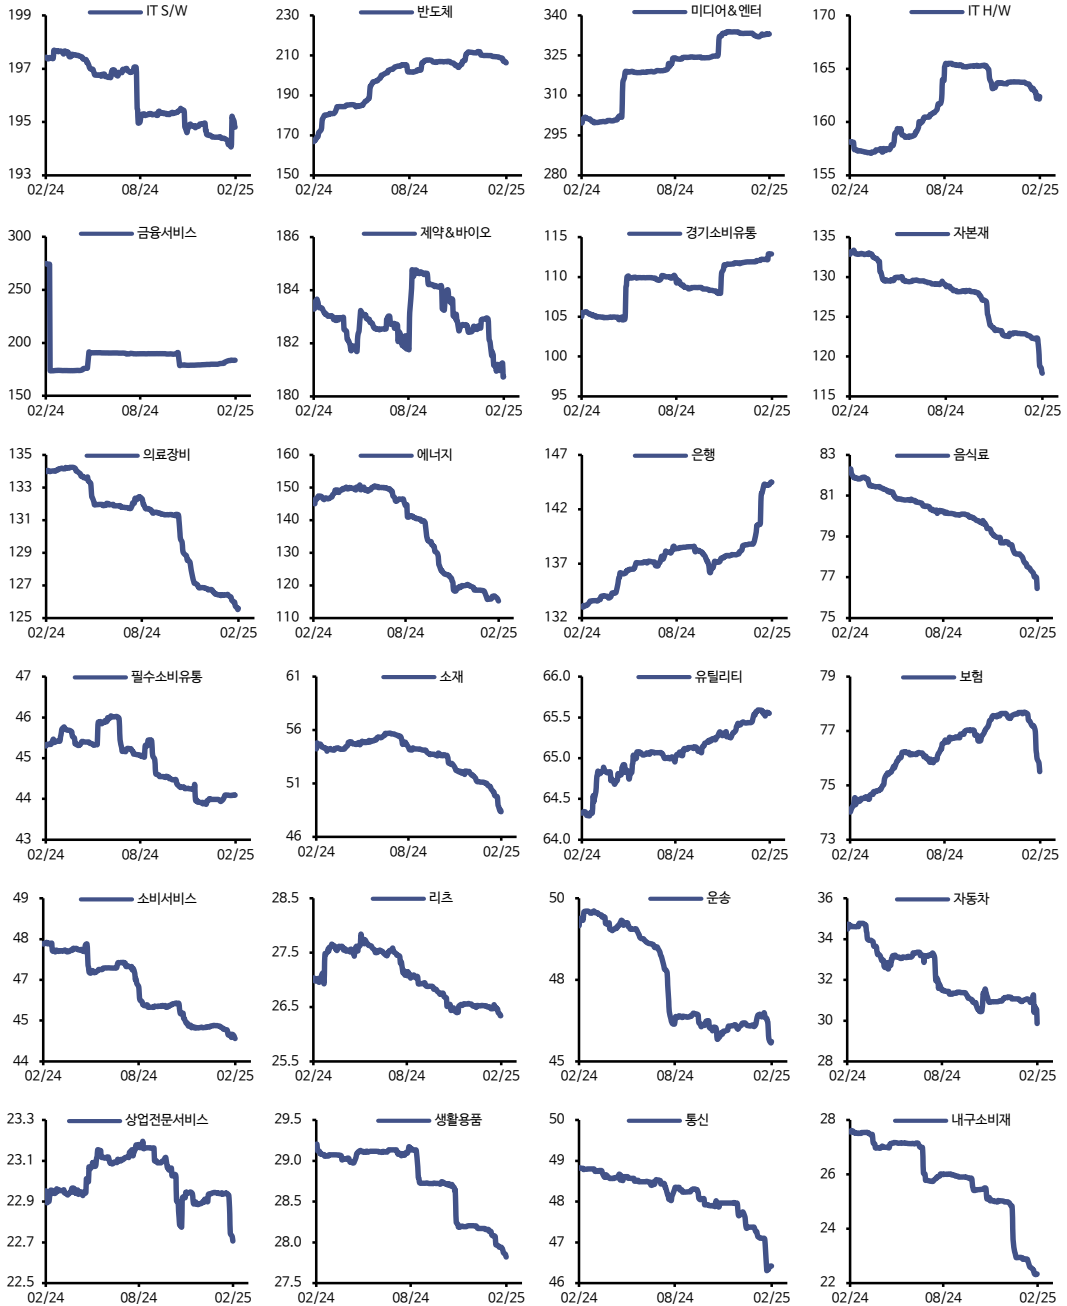 IT S/W
199
197
195
193
02/24 08/24 02/25
반도체
230
210
190
170
150
02/24 08/24 02/25
미디어&엔터
340
325
310
295
280
02/24 08/24 02/25
IT H/W
170
165
160
155
02/24 08/24 02/25
금융서비스
300
250
200
150
02/24 08/24 02/25
제약&바이오
186
184
182
180
02/24 08/24 02/25
경기소비유통
115
110
105
100
95
02/24 08/24 02/25
자본재
135
130
125
120
115
02/24 08/24 02/25
의료장비
135
133
131
129
127
125
02/24 08/24 02/25
에너지
160
150
140
130
120
110
02/24 08/24 02/25
은행
147
142
137
132
02/24 08/24 02/25
음식료
83
81
79
77
75
02/24 08/24 02/25
필수소비유통
47
46
45
44
43
02/24 08/24 02/25
소재
61
56
51
46
02/24 08/24 02/25
유틸리티
66.0
65.5
65.0
64.5
64.0
02/24 08/24 02/25
보험
79
77
75
73
02/24 08/24 02/25
소비서비스
49
48
47
45
44
02/24 08/24 02/25
리츠
28.5
27.5
26.5
25.5
02/24 08/24 02/25
운송
50
48
45
02/24 08/24 02/25
자동차
36
34
32
30
28
02/24 08/24 02/25
상업전문서비스
23.3
23.1
22.9
22.7
22.5
02/24 08/24 02/25
생활용품
29.5
29.0
28.5
28.0
27.5
02/24 08/24 02/25
통신
50
49
48
47
46
02/24 08/24 02/25
내구소비재
28
26
24
22
02/24 08/24 02/25